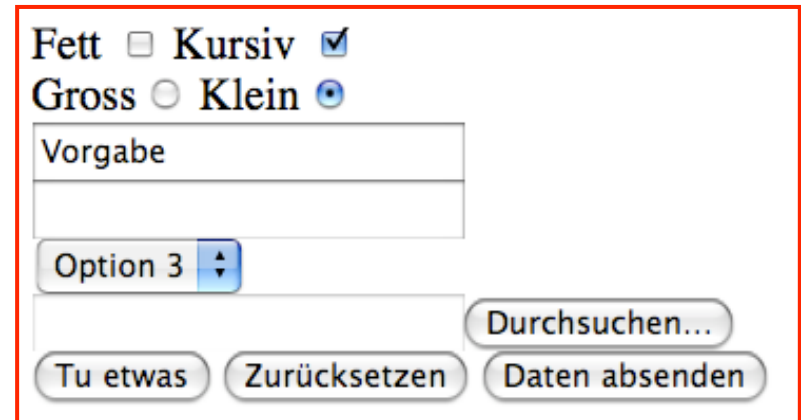 Fett Kursiv
Gross Klein
Vorgabe
Option 3
Durchsuchen...
Tu etwas Zurücksetzen Daten absenden